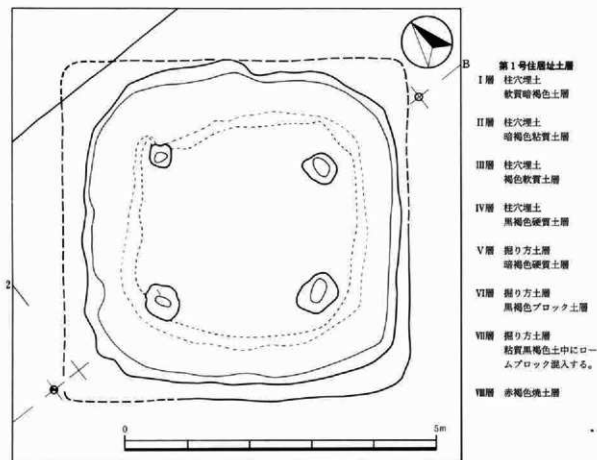 B
2
0
5m
第1号住居址土層
Ⅰ層 柱穴埋土
軟質暗褐色土層
Ⅱ層 柱穴埋土
暗褐色粘質土層
Ⅲ層 柱穴埋土
褐色軟質土層
Ⅳ層 柱穴埋土
黒褐色硬質土層
Ⅴ層 掘り方土層
暗褐色硬質土層
Ⅵ層 掘り方土層
黒褐色ブロック土層
Ⅶ層 掘り方土層
粘質黒褐色土中にロー
ムブロック混入する。
Ⅷ層 赤褐色焼土層